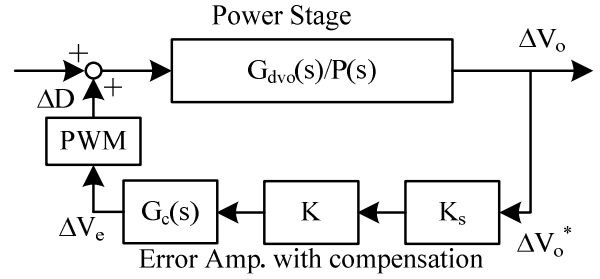 Power Stage
ΔVo
+
Gdvo(s)/P(s)
+
ΔD
PWM
Gc(s)
K
Ks
ΔVe
ΔVo*
Error Amp. with compensation